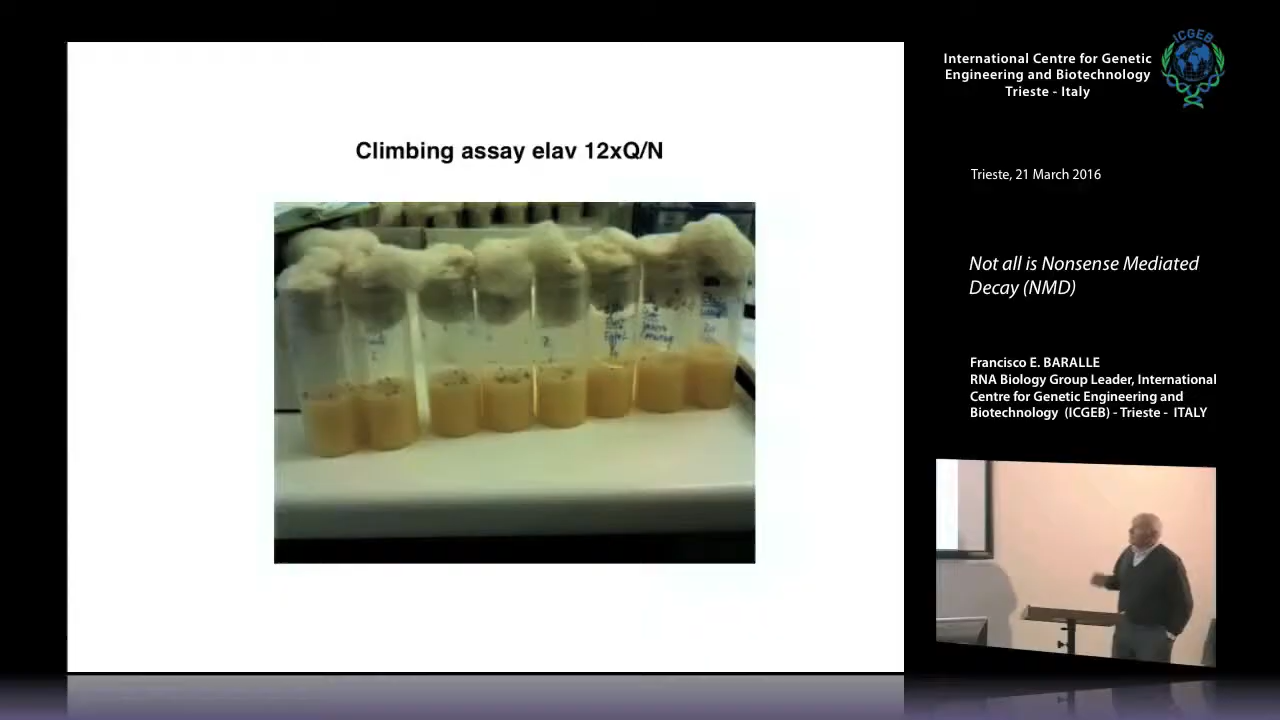 Climbing assay elav 12xQ/N
ICGEB
International Centre for Genetic
Engineering and Biotechnology
Trieste - Italy
Trieste, 21 March 2016
Not all is Nonsense Mediated
Decay (NMD)
Francisco E. BARALLE
RNA Biology Group Leader, International
Centre for Genetic Engineering and
Biotechnology (ICGEB) - Trieste - ITALY